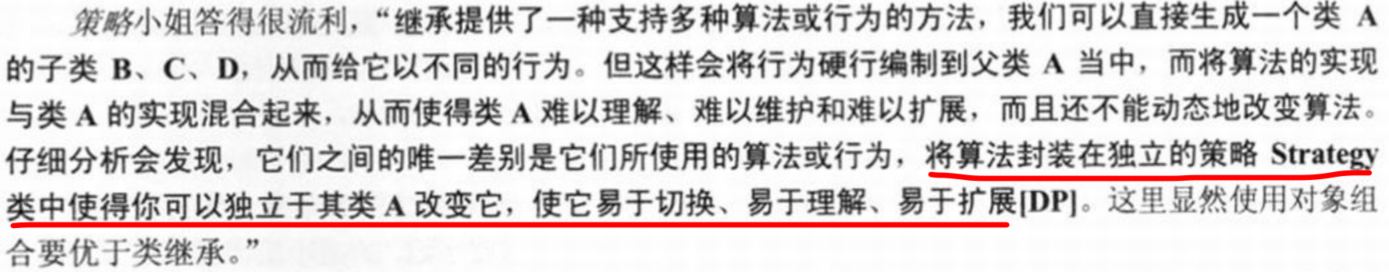 策略小姐答得很流利，“继承提供了一种支持多种算法或行为的方法，我们可以直接生成一个类 A
的子类 B、C、D，从而给它以不同的行为。但这样会将行为硬行编制到父类 A 当中，而将算法的实现
与类 A 的实现混合起来，从而使得类 A 难以理解、难以维护和难以扩展，而且还不能动态地改变算法。
仔细分析会发现，它们之间的唯一差别是它们所使用的算法或行为，将算法封装在独立的策略 Strategy
类中使得你可以独立于其类 A 改变它，使它易于切换、易于理解、易于扩展[DP]。这里显然使用对象组
合要优于类继承。”